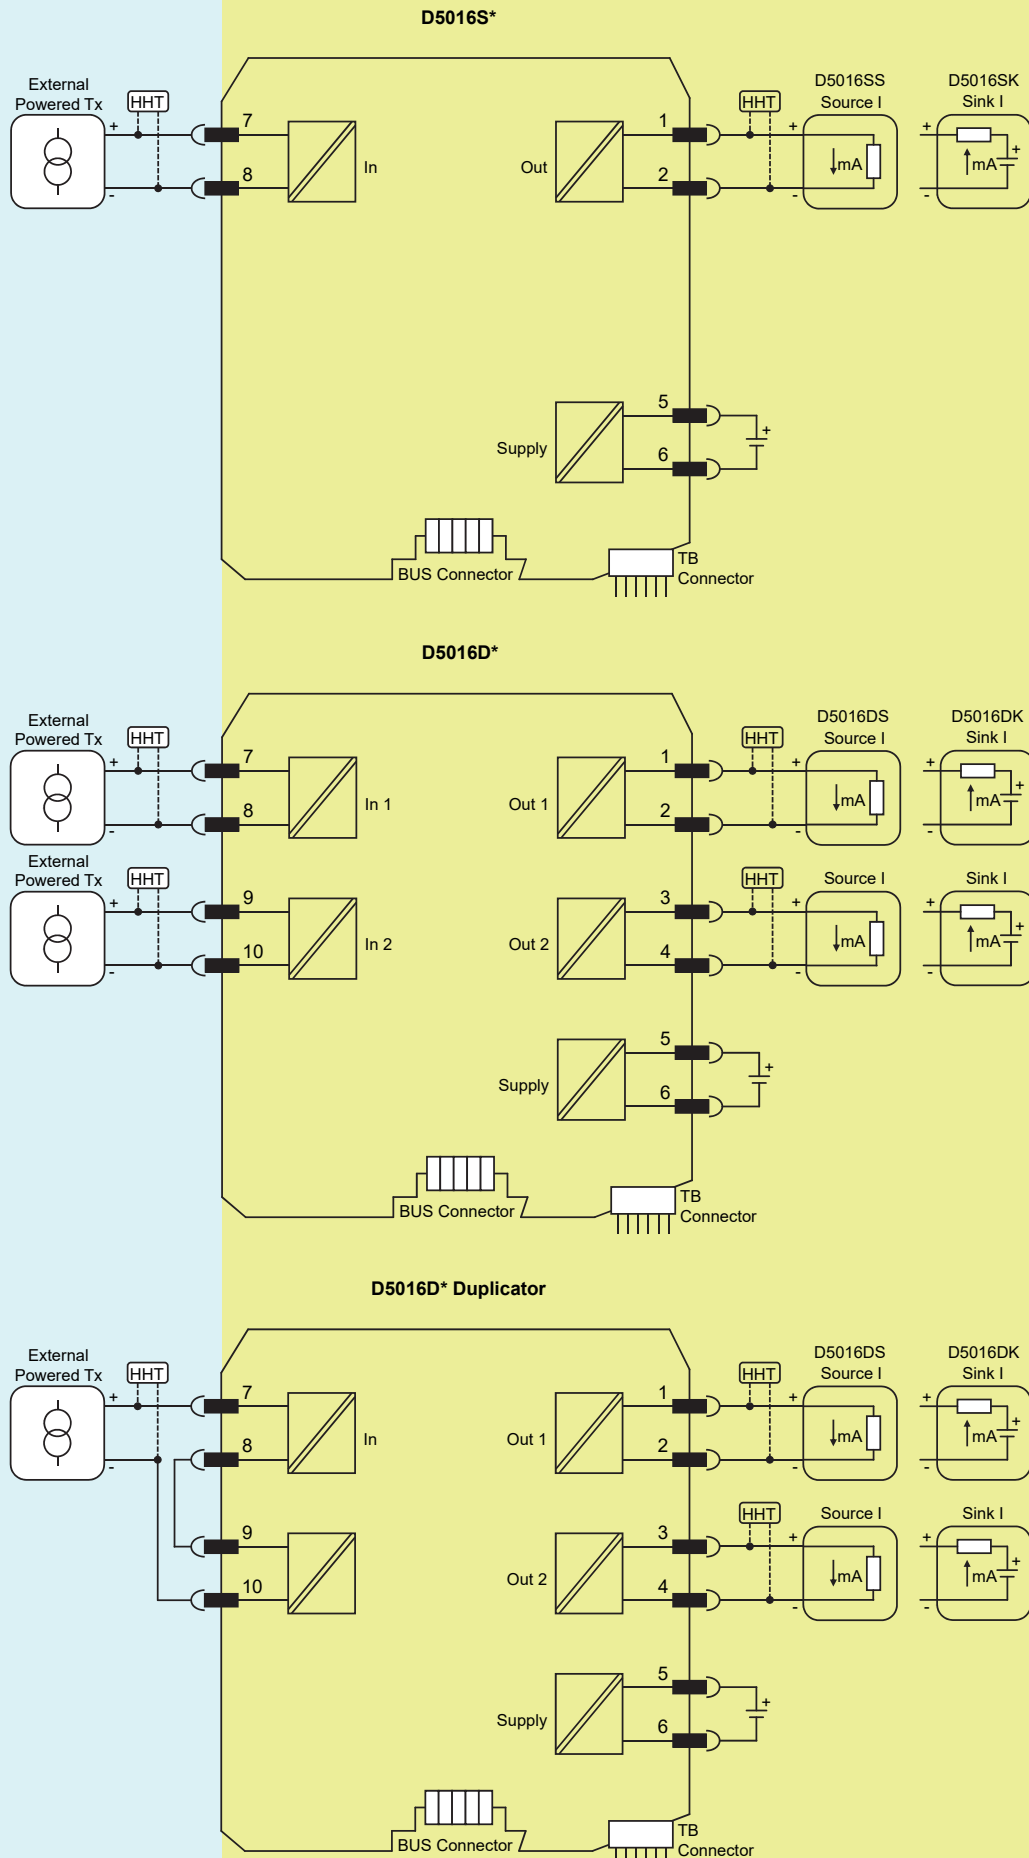 D5016S*
External
Powered Tx
HHT
+
-
7
8
In
Out
1
2
HHT
D5016SS
Source I
+
-
mA
D5016SK
Sink I
+
-
mA
+
Supply
5
6
+
BUS Connector
TB
Connector
D5016D*
External
Powered Tx
HHT
+
-
7
8
In 1
Out 1
1
2
HHT
D5016DS
Source I
+
-
mA
D5016DK
Sink I
+
-
mA
+
External
Powered Tx
HHT
+
-
9
10
In 2
Out 2
3
4
HHT
Source I
+
-
mA
Sink I
+
-
mA
+
Supply
5
6
+
BUS Connector
TB
Connector
D5016D* Duplicator
External
Powered Tx
HHT
+
-
7
8
In
Out 1
1
2
HHT
D5016DS
Source I
+
-
mA
D5016DK
Sink I
+
-
mA
+
9
10
Out 2
3
4
HHT
Source I
+
-
mA
Sink I
+
-
mA
+
Supply
5
6
+
BUS Connector
TB
Connector